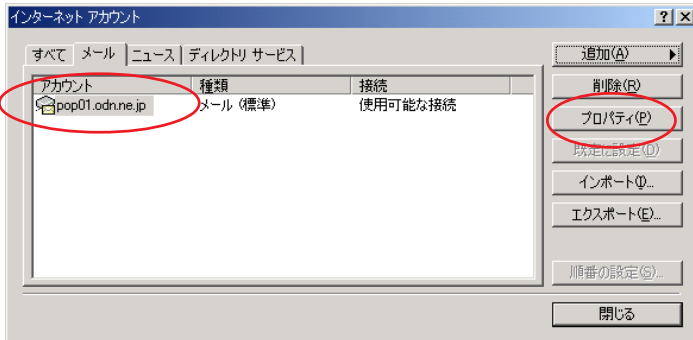 インターネット アカウント
すべて メール ニュース ディレクトリ サービス
追加(A)
アカウント 種類 接続
削除(R)
pop01.odn.ne.jp メール (標準) 使用可能な接続
プロパティ(P)
既定に設定(D)
インポート(I)...
エクスポート(E)...
順番の設定(S)...
閉じる